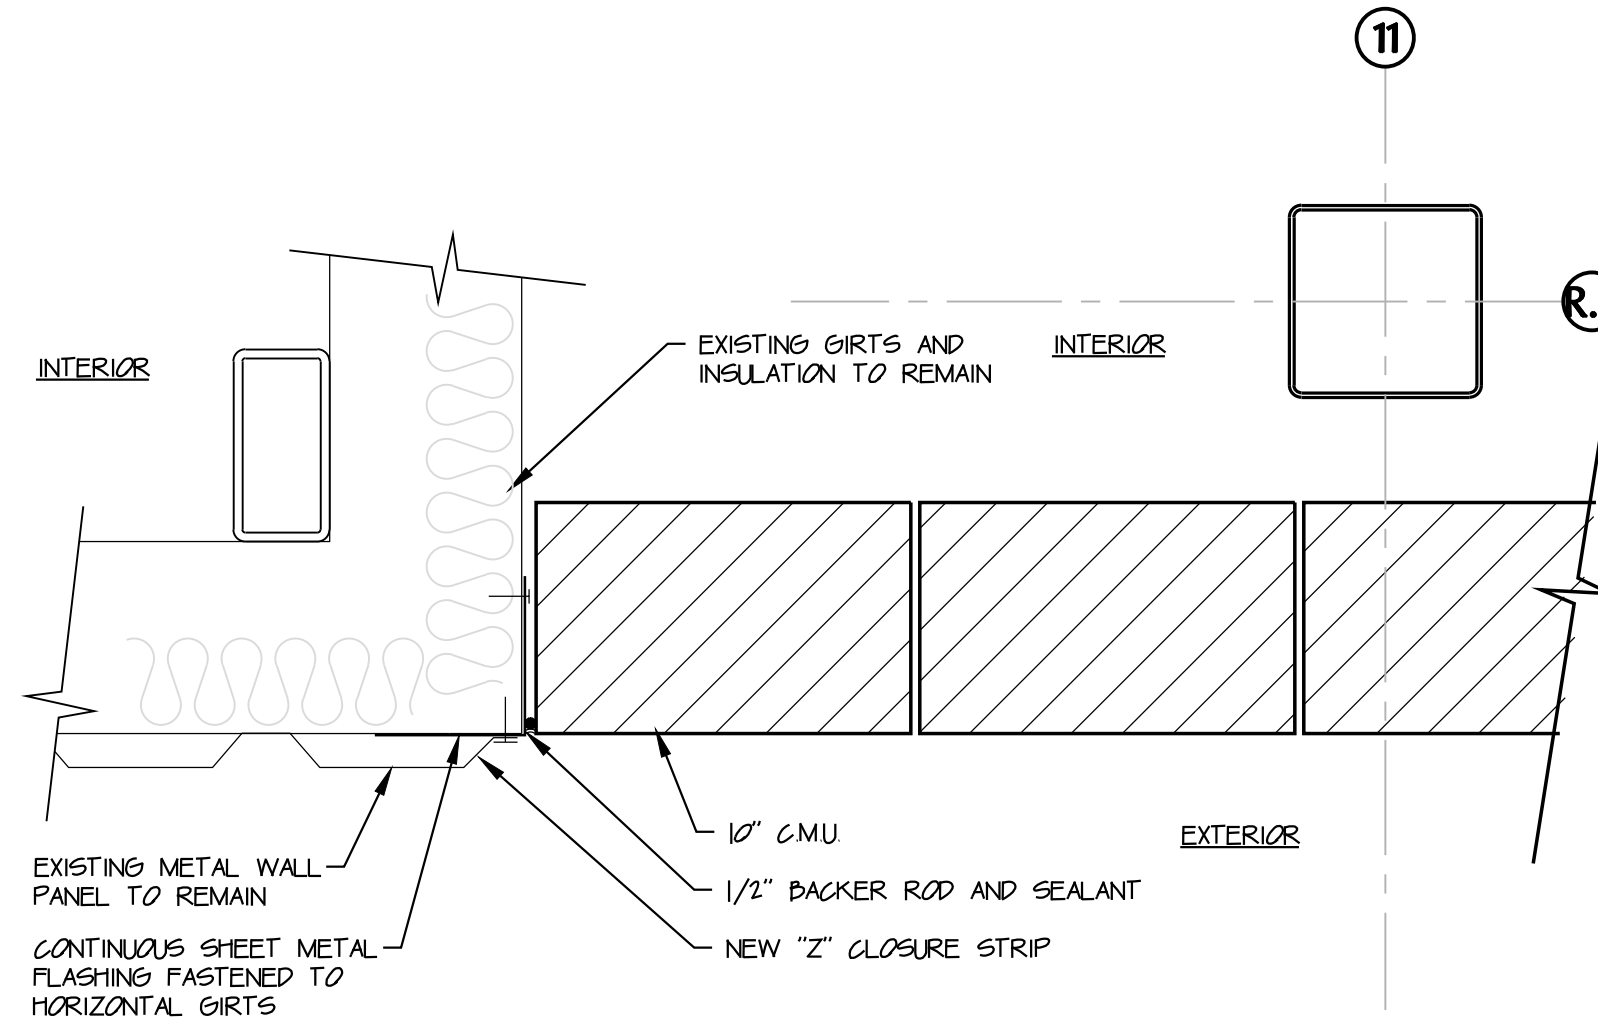 11
R.
INTERIOR
EXISTING GIRTS AND
INSULATION TO REMAIN
INTERIOR
10" C.M.U.
EXTERIOR
1/2" BACKER ROD AND SEALANT
NEW "Z" CLOSURE STRIP
EXISTING METAL WALL
PANEL TO REMAIN
CONTINUOUS SHEET METAL
FLASHING FASTENED TO
HORIZONTAL GIRTS